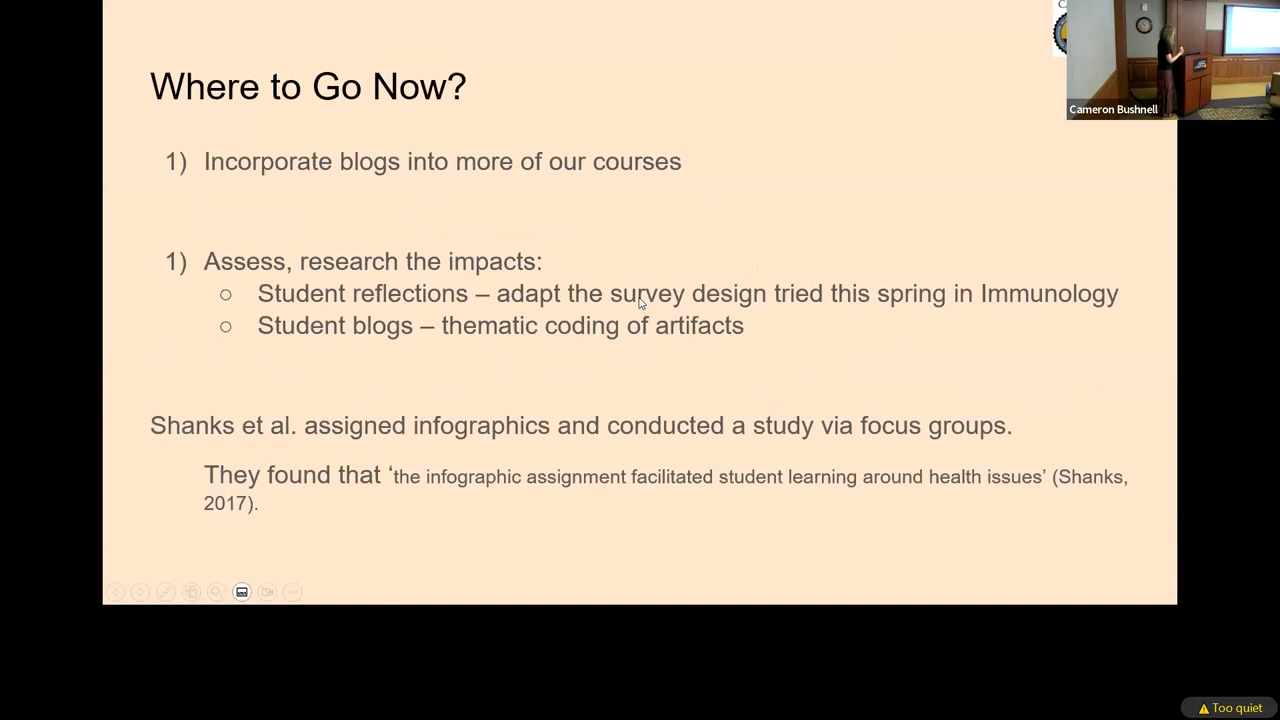 Where to Go Now?
1) Incorporate blogs into more of our courses
1) Assess, research the impacts:
○ Student reflections – adapt the survey design tried this spring in Immunology
○ Student blogs – thematic coding of artifacts
Shanks et al. assigned infographics and conducted a study via focus groups.
They found that ‘the infographic assignment facilitated student learning around health issues’ (Shanks,
2017).
Cameron Bushnell
Too quiet